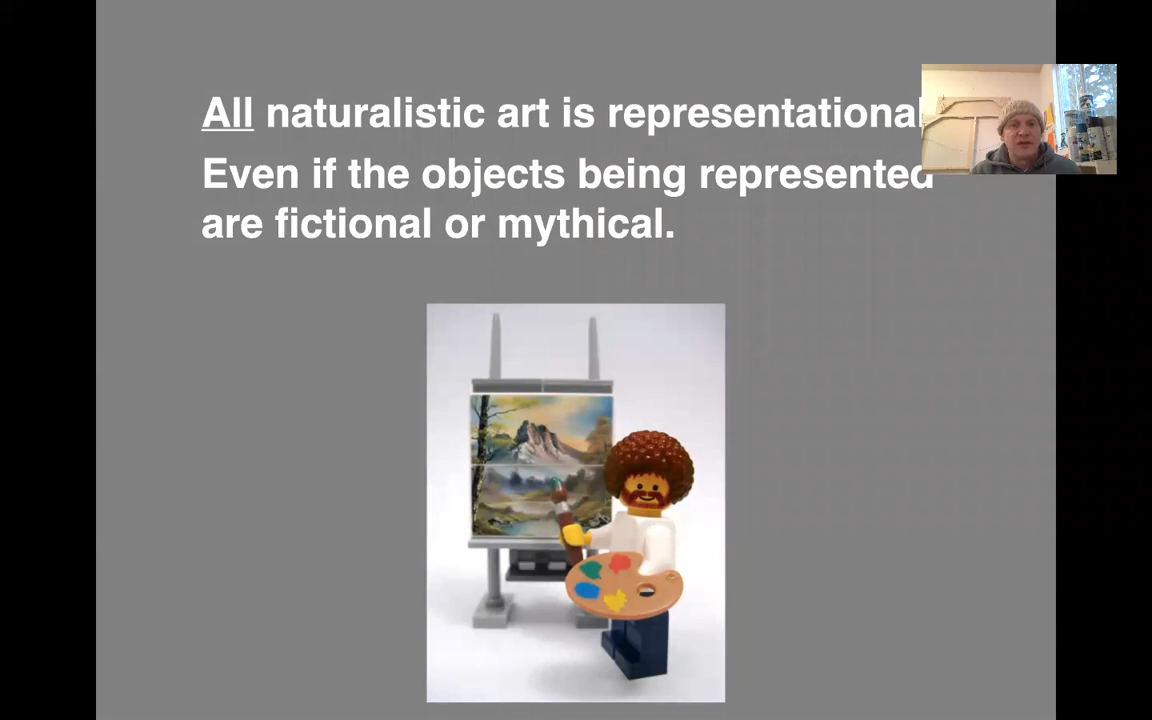 All naturalistic art is representational
Even if the objects being represented
are fictional or mythical.